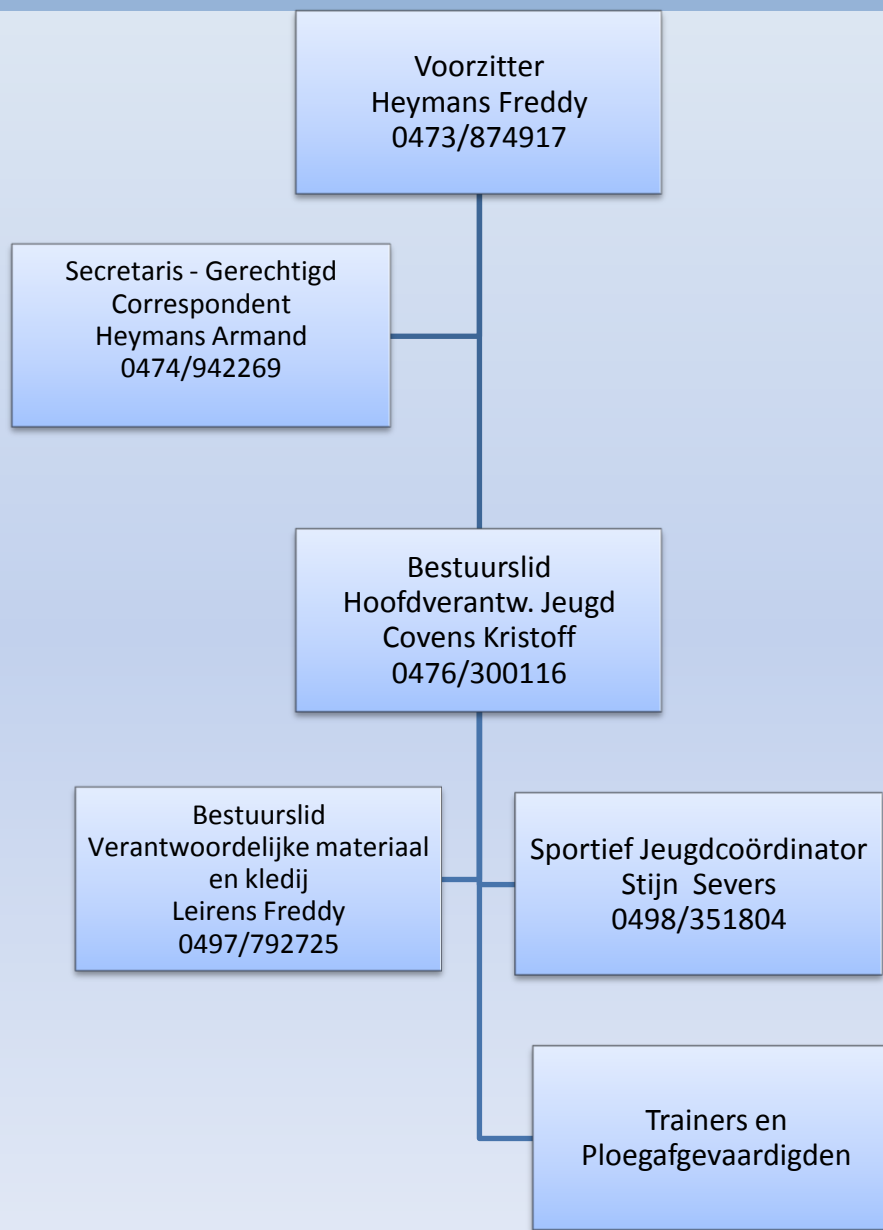 Voorzitter
Heymans Freddy
0473/874917
Secretaris - Gerechtigd
Correspondent
Heymans Armand
0474/942269
Bestuurslid
Hoofdverantw. Jeugd
Covens Kristoff
0476/300116
Bestuurslid
Verantwoordelijke materiaal
en kledij
Leirens Freddy
0497/792725
Sportief Jeugdcoördinator
Stijn  Severs
0498/351804
Trainers en
Ploegafgevaardigden